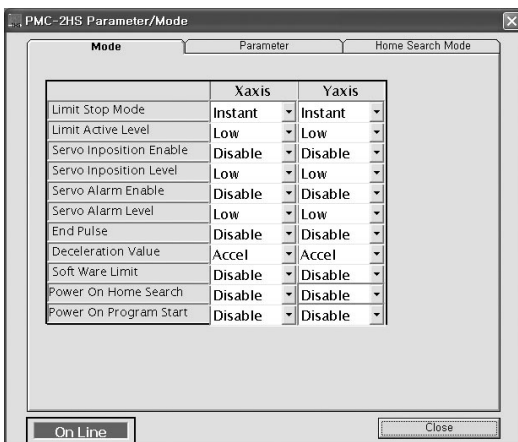 PMC-2HS Parameter/Mode
Mode Parameter Home Search Mode
Xaxis Yaxis
Limit Stop Mode Instant Instant
Limit Active Level Low Low
Servo Inposition Enable Disable Disable
Servo Inposition Level Low Low
Servo Alarm Enable Disable Disable
Servo Alarm Level Low Low
End Pulse Disable Disable
Deceleration Value Accel Accel
Soft Ware Limit Disable Disable
Power On Home Search Disable Disable
Power On Program Start Disable Disable
On Line Close